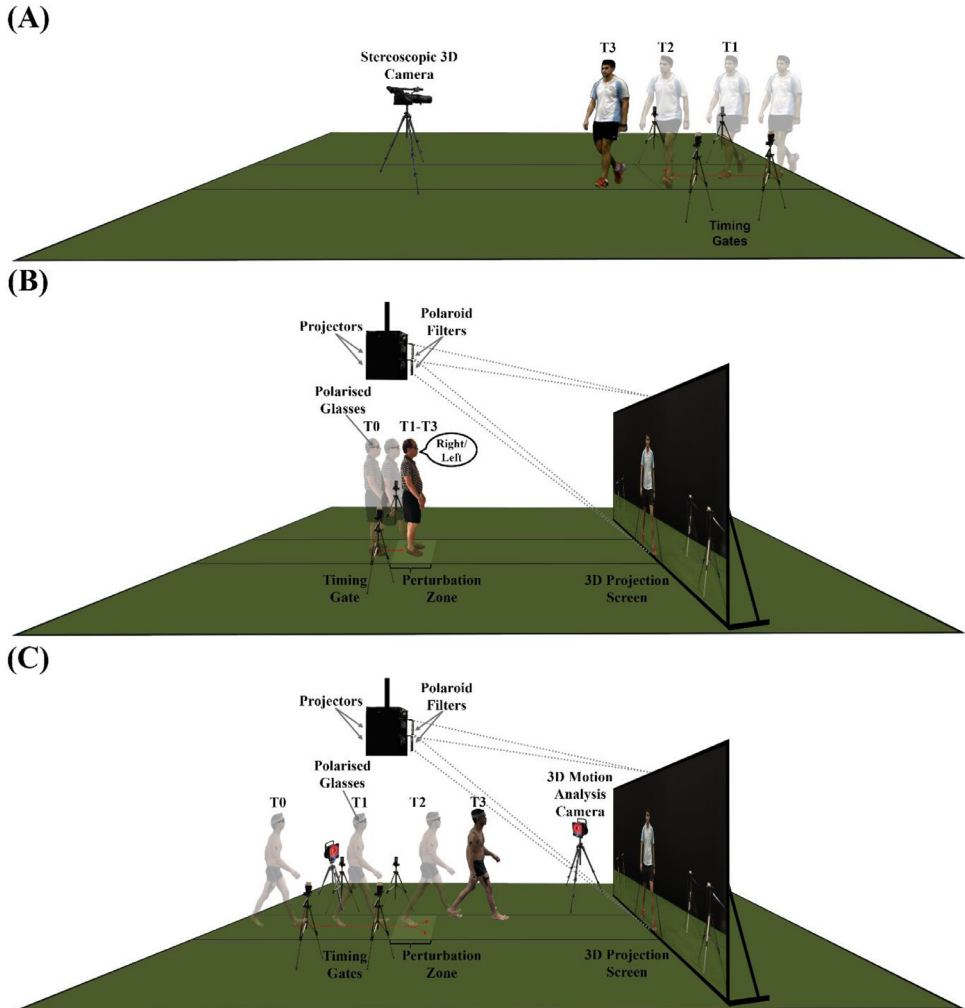 (A)
Stereoscopic 3D
Camera
T3
T2
T1
Timing
Gates
(B)
Projectors
Polaroid
Filters
Polarised
Glasses
T0
T1-T3
Right/
Left
Timing
Gate
Perturbation
Zone
3D Projection
Screen
(C)
Projectors
Polaroid
Filters
Polarised
Glasses
3D Motion
Analysis
Camera
T0
T1
T2
T3
Timing
Gates
Perturbation
Zone
3D Projection
Screen